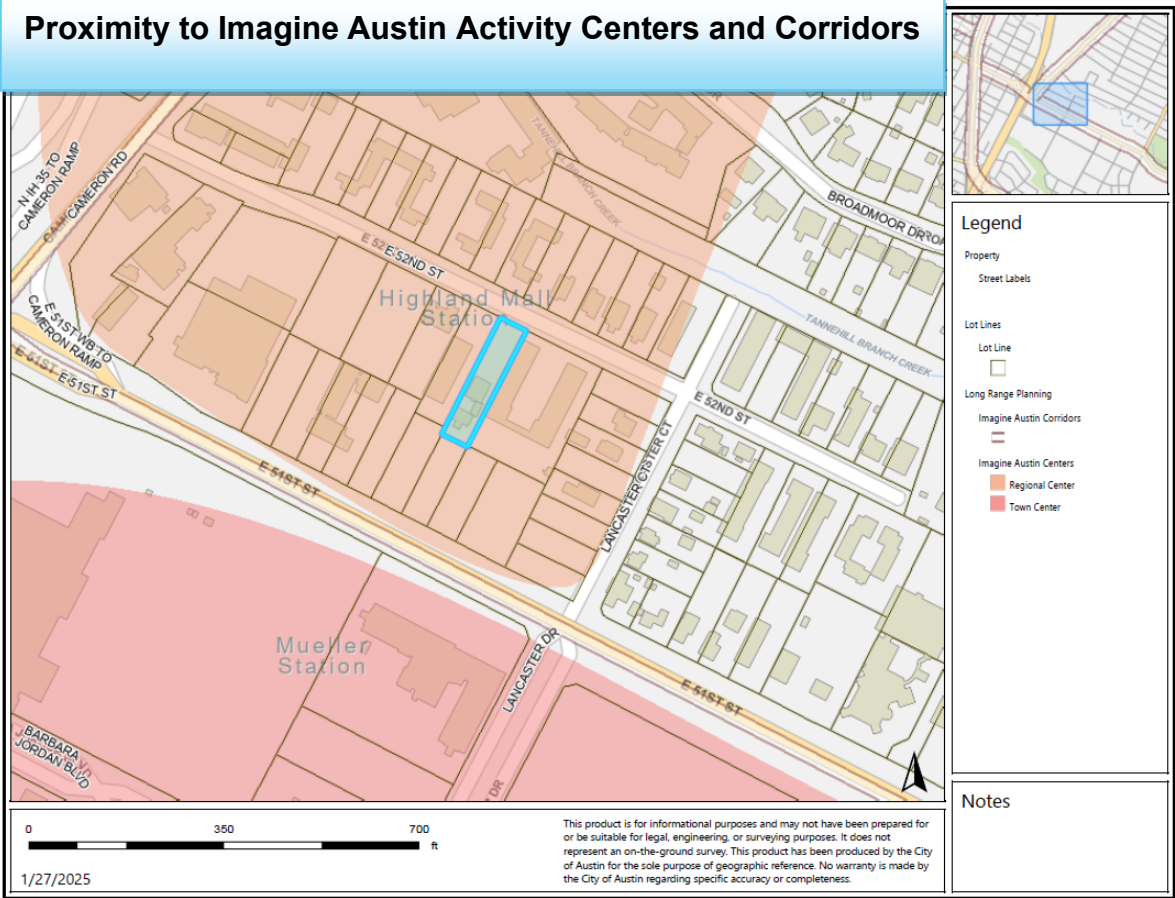 Proximity to Imagine Austin Activity Centers and Corridors
N IH 35 TO
CAMERON RAMP
CAMERON RD
TANNEHILL BRANCH CREEK
BROADMOOR DR
E 52ND ST
Highland Mall
Station
E 51ST WB TO
CAMERON RAMP
E 51ST ST
TANNEHILL BRANCH CREEK
E 52ND ST
LANCASTER CT
E 51ST ST
Mueller
Station
LANCASTER DR
E 51ST ST
BARBARA
JORDAN BLVD
DR
Legend
Property
Street Labels
Lot Lines
Lot Line
Long Range Planning
Imagine Austin Corridors
Imagine Austin Centers
Regional Center
Town Center
Notes
0 350 700
ft
1/27/2025
This product is for informational purposes and may not have been prepared for
or be suitable for legal, engineering, or surveying purposes. It does not
represent an on-the-ground survey. This product has been produced by the City
of Austin for the sole purpose of geographic reference. No warranty is made by
the City of Austin regarding specific accuracy or completeness.